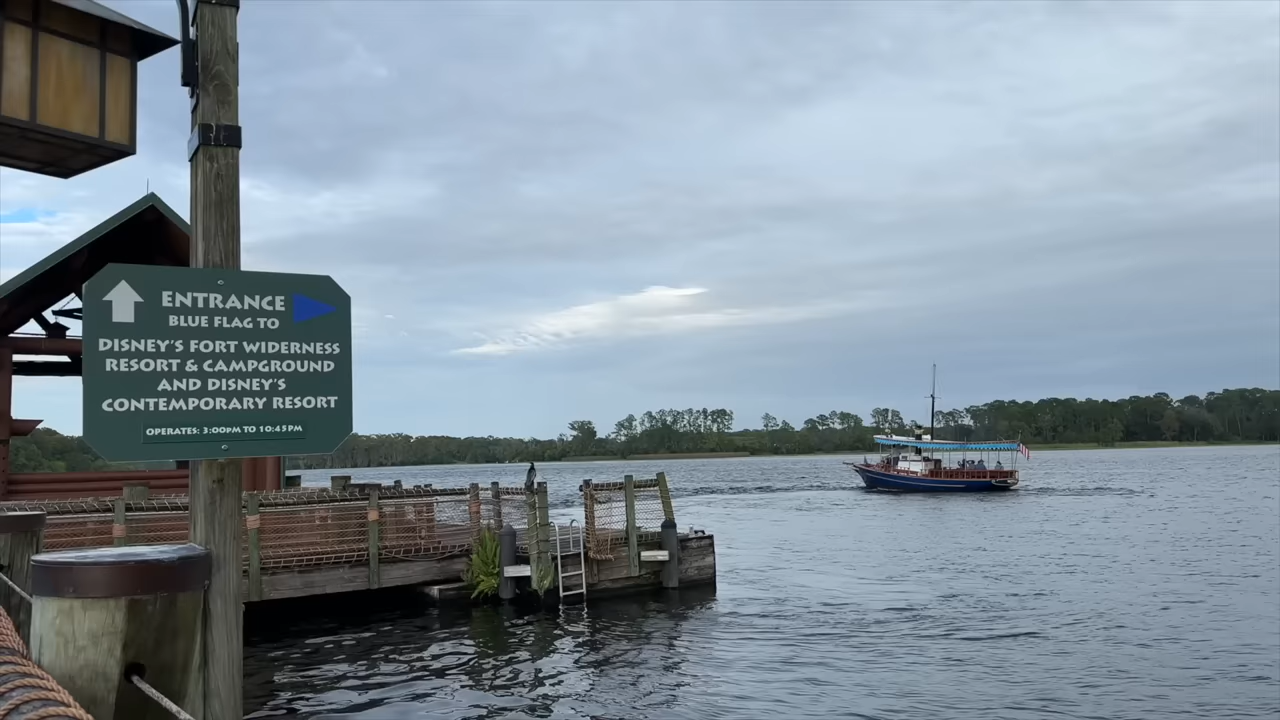 ENTRANCE
BLUE FLAG TO
DISNEY'S FORT WIDERNESS
RESORT & CAMPGROUND
AND DISNEY'S
CONTEMPORARY RESORT
OPERATES: 3:00PM TO 10:45PM